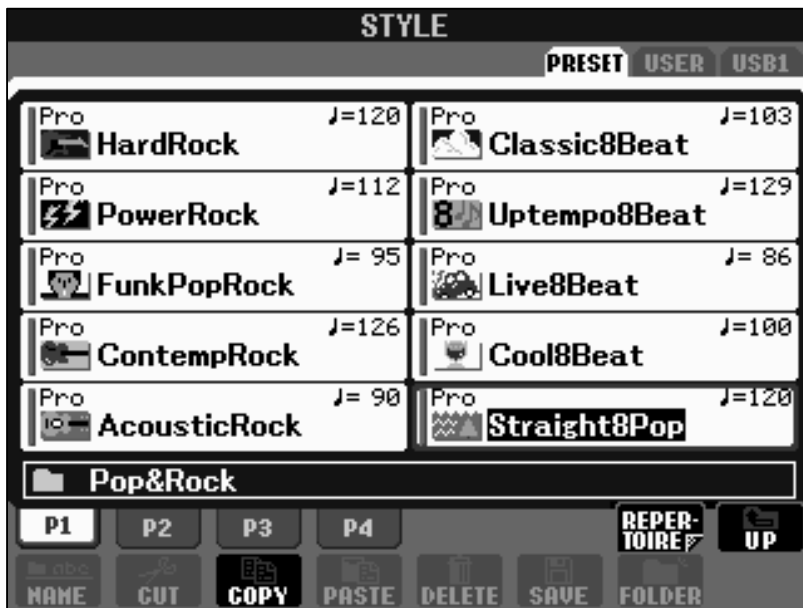 STYLE
PRESET USER USB1
Pro ♩=120
HardRock
Pro ♩=103
Classic8Beat
Pro ♩=112
PowerRock
Pro ♩=129
8 Uptempo8Beat
Pro ♩= 95
FunkPopRock
Pro ♩= 86
Live8Beat
Pro ♩=126
ContempRock
Pro ♩=100
Cool8Beat
Pro ♩= 90
AcousticRock
Pro ♩=120
Straight8Pop
Pop&Rock
P1 P2 P3 P4
REPER-
TOIRE
UP
abc
NAME CUT COPY PASTE DELETE SAVE FOLDER